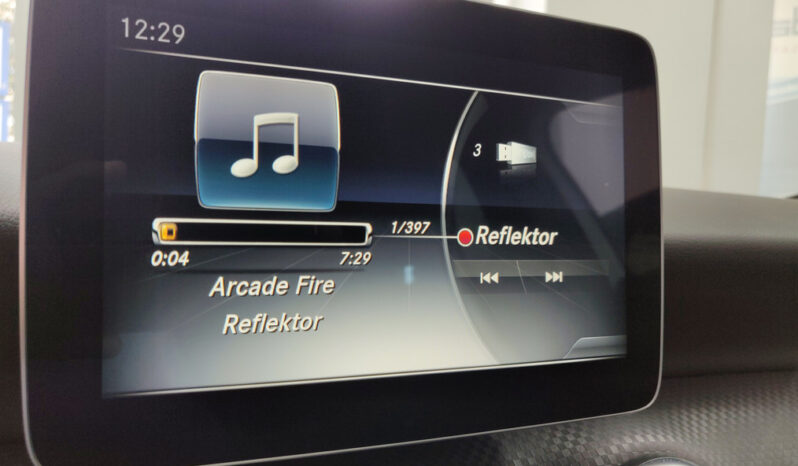 12:29
3
1/397
Reflektor
0:04
7:29
Arcade Fire
Reflektor